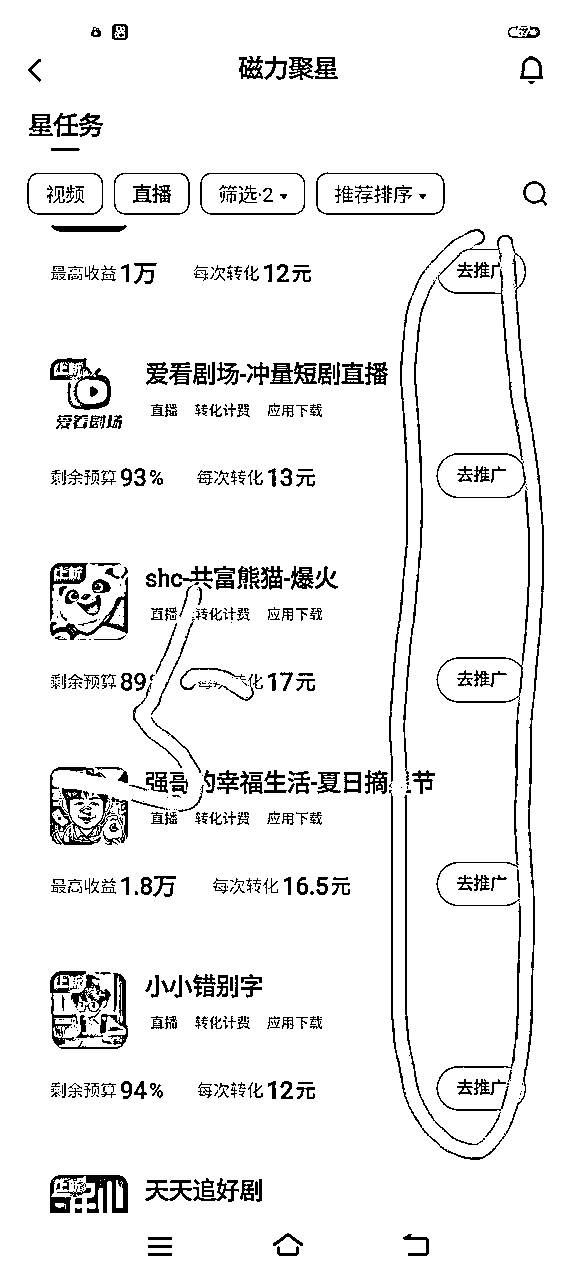 磁力聚星
星任务
视频 直播 筛选·2 推荐排序
最高收益1万 每次转化12元 去推广
爱看剧场-冲量短剧直播
直播 转化计费 应用下载
爱看剧场
剩余预算93% 每次转化13元 去推广
shc-共富熊猫-爆火
直播 转化计费 应用下载
剩余预算89 化17元 去推广
强哥的幸福生活-夏日摘 节
直播 转化计费 应用下载
最高收益1.8万 每次转化16.5元 去推广
小小错别字
直播 转化计费 应用下载
剩余预算94% 每次转化12元 去推广
天天追好剧